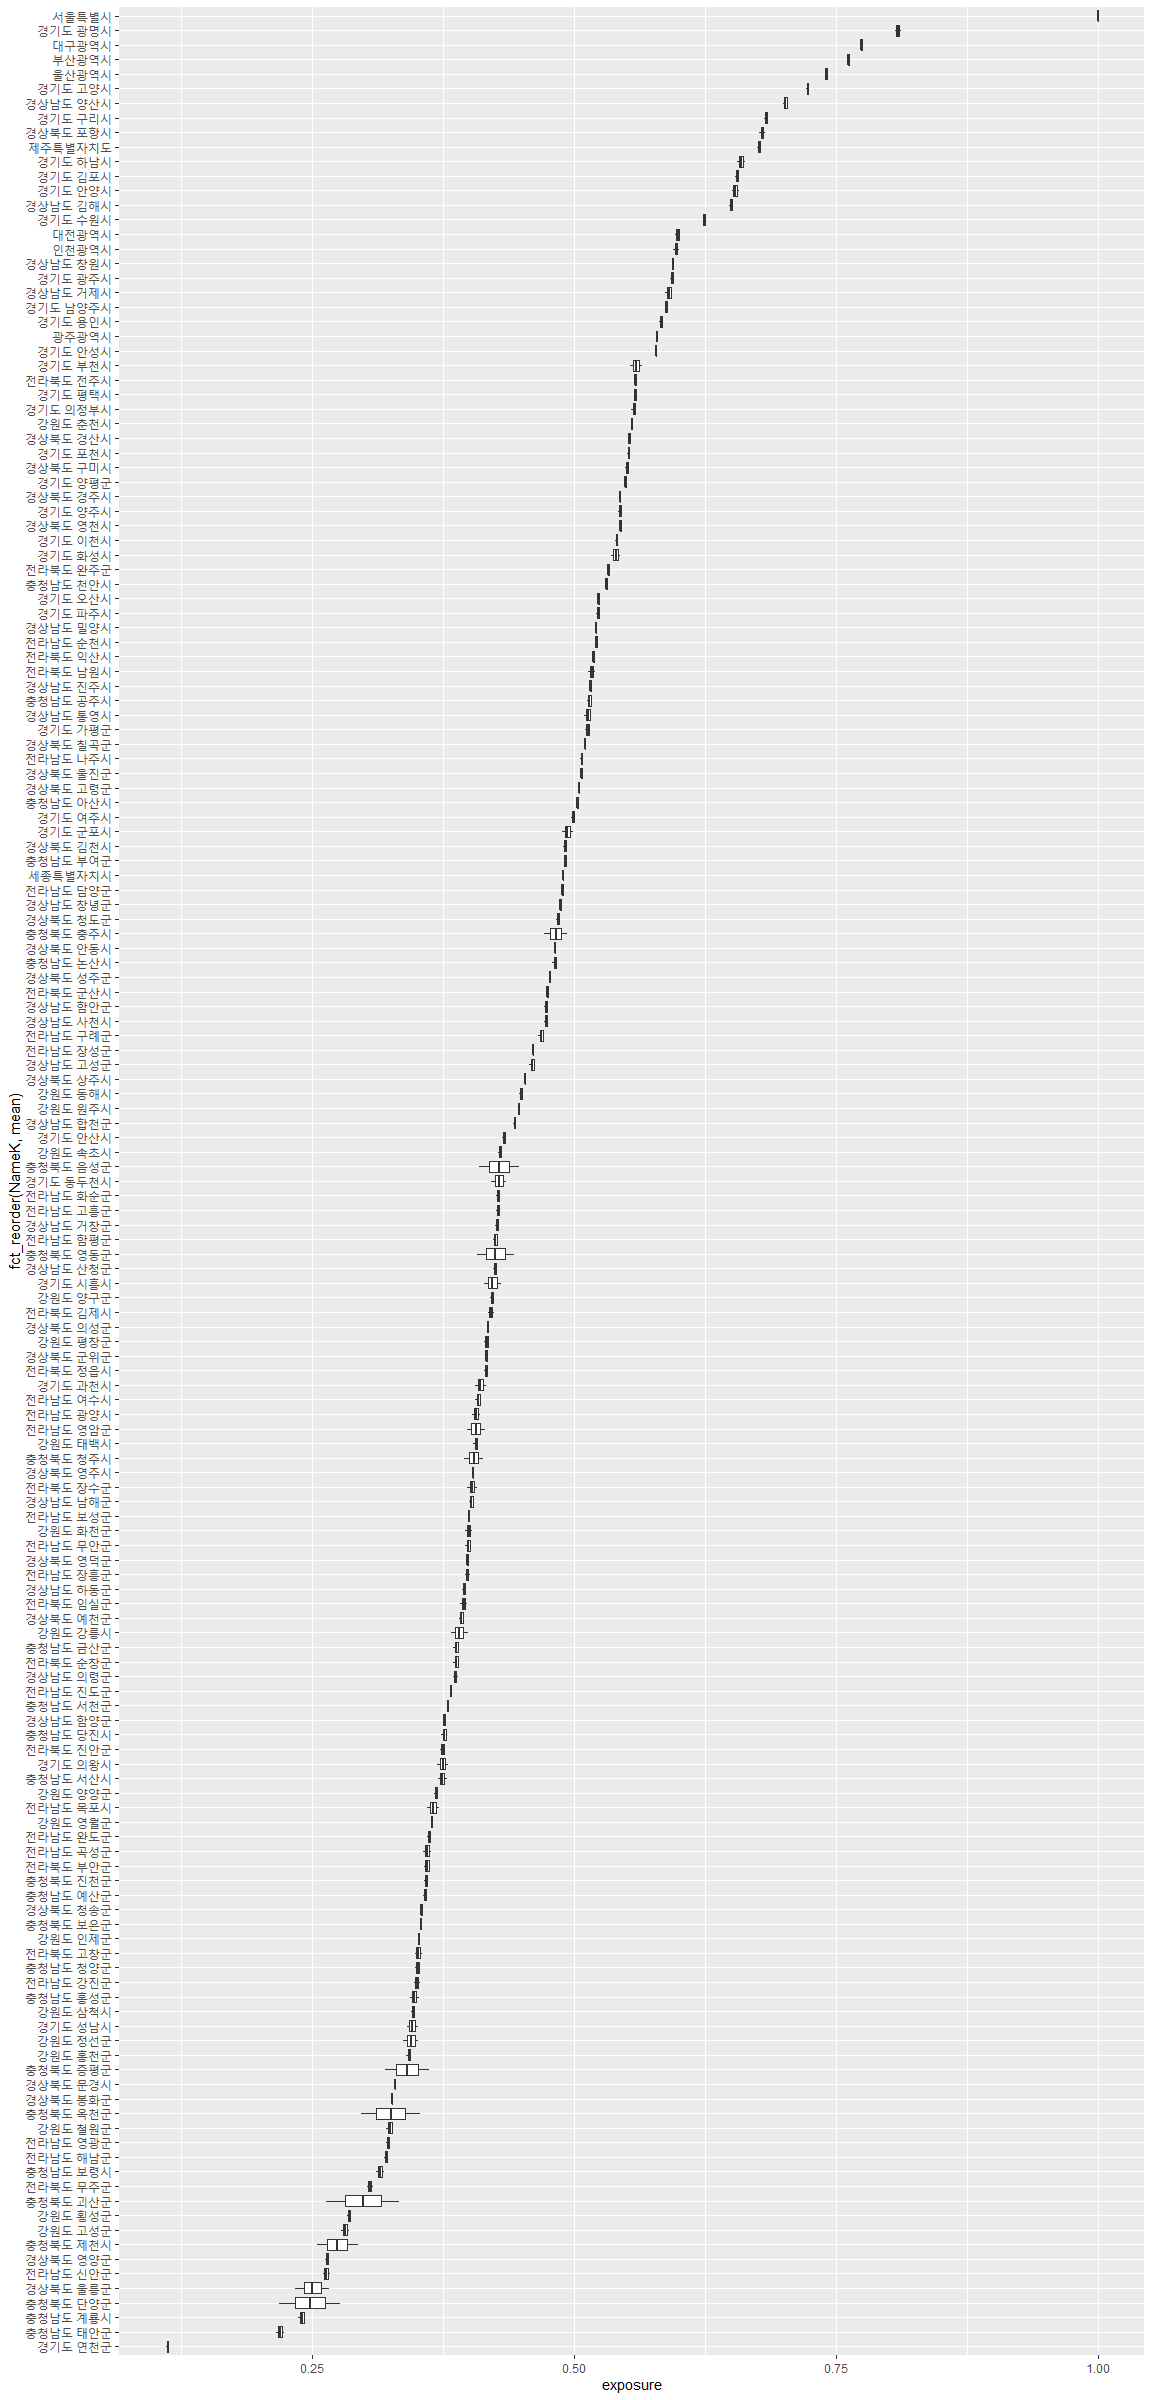 서울특별시
경기도 광명시
대구광역시
부산광역시
울산광역시
경기도 고양시
경상남도 양산시
경기도 구리시
경상북도 포항시
제주특별자치도
경기도 하남시
경기도 김포시
경기도 안양시
경상남도 김해시
경기도 수원시
대전광역시
인천광역시
경상남도 창원시
경기도 광주시
경상남도 거제시
경기도 남양주시
경기도 용인시
광주광역시
경기도 안성시
경기도 부천시
전라북도 전주시
경기도 평택시
경기도 의정부시
강원도 춘천시
경상북도 경산시
경기도 포천시
경상북도 구미시
경기도 양평군
경상북도 경주시
경기도 양주시
경상북도 영천시
경기도 이천시
경기도 화성시
전라북도 완주군
충청남도 천안시
경기도 오산시
경기도 파주시
경상남도 밀양시
전라남도 순천시
전라북도 익산시
전라북도 남원시
경상남도 진주시
충청남도 공주시
경상남도 통영시
경기도 가평군
경상북도 칠곡군
전라남도 나주시
경상북도 울진군
경상북도 고령군
충청남도 아산시
경기도 여주시
경기도 군포시
경상북도 김천시
충청남도 부여군
세종특별자치시
전라남도 담양군
경상남도 창녕군
경상북도 청도군
충청북도 충주시
경상북도 안동시
충청남도 논산시
경상북도 성주군
전라북도 군산시
경상남도 함안군
경상남도 사천시
전라남도 구례군
전라남도 장성군
경상남도 고성군
경상북도 상주시
강원도 동해시
강원도 원주시
경상남도 합천군
경기도 안산시
강원도 속초시
충청북도 음성군
경기도 동두천시
전라남도 화순군
전라남도 고흥군
경상남도 거창군
전라남도 함평군
충청북도 영동군
경상남도 산청군
경기도 시흥시
강원도 양구군
전라북도 김제시
경상북도 의성군
강원도 평창군
경상북도 군위군
전라북도 정읍시
경기도 과천시
전라남도 여수시
전라남도 광양시
전라남도 영암군
강원도 태백시
충청북도 청주시
경상북도 영주시
전라북도 장수군
경상남도 남해군
전라남도 보성군
강원도 화천군
전라남도 무안군
경상북도 영덕군
전라남도 장흥군
경상남도 하동군
전라북도 임실군
경상북도 예천군
강원도 강릉시
충청남도 금산군
전라북도 순창군
경상남도 의령군
전라남도 진도군
충청남도 서천군
경상남도 함양군
충청남도 당진시
전라북도 진안군
경기도 의왕시
충청남도 서산시
강원도 양양군
전라남도 목포시
강원도 영월군
전라남도 완도군
전라남도 곡성군
전라북도 부안군
충청북도 진천군
충청남도 예산군
경상북도 청송군
충청북도 보은군
강원도 인제군
전라북도 고창군
충청남도 청양군
전라남도 강진군
충청남도 홍성군
강원도 삼척시
경기도 성남시
강원도 정선군
강원도 홍천군
충청북도 증평군
경상북도 문경시
경상북도 봉화군
충청북도 옥천군
강원도 철원군
전라남도 영광군
전라남도 해남군
충청남도 보령시
전라북도 무주군
충청북도 괴산군
강원도 횡성군
강원도 고성군
충청북도 제천시
경상북도 영양군
전라남도 신안군
경상북도 울릉군
충청북도 단양군
충청남도 계룡시
충청남도 태안군
경기도 연천군
fct_reorder(NameK, mean)
0.25 0.50 0.75 1.00
exposure